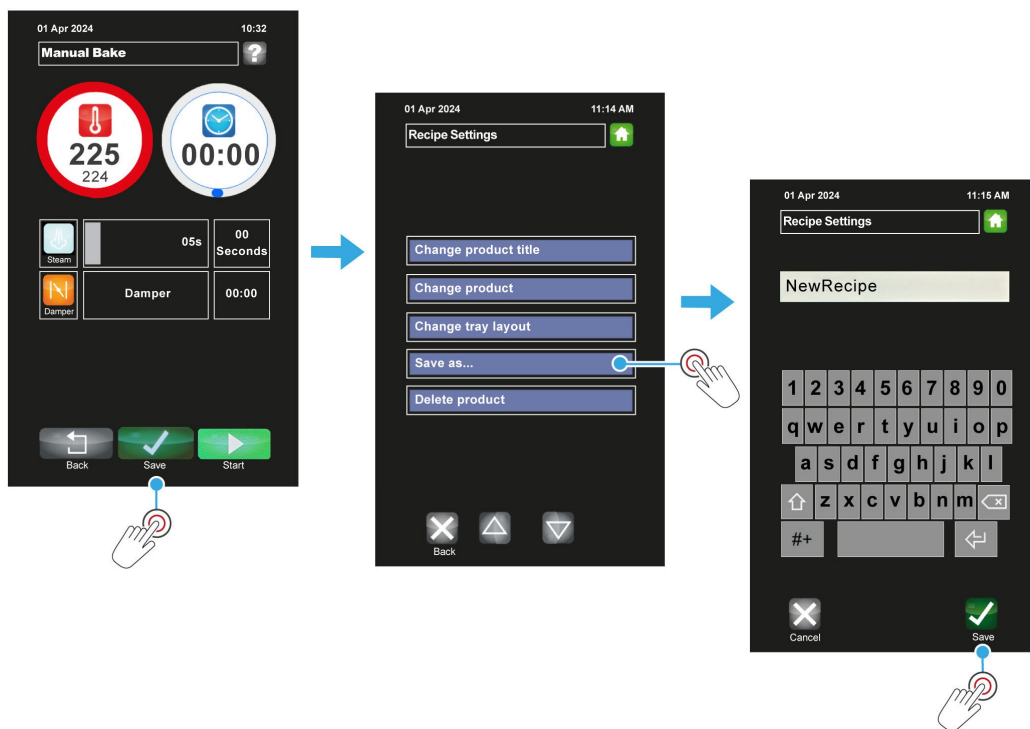 01 Apr 2024 10:32
Manual Bake ?
225 00:00
224
05s 00 Seconds
Steam
Damper 00:00
Damper
Back Save Start
01 Apr 2024 11:14 AM
Recipe Settings
Change product title
Change product
Change tray layout
Save as...
Delete product
Back
01 Apr 2024 11:15 AM
Recipe Settings
NewRecipe
1 2 3 4 5 6 7 8 9 0
q w e r t y u i o p
a s d f g h j k l
z x c v b n m
#+
Cancel Save